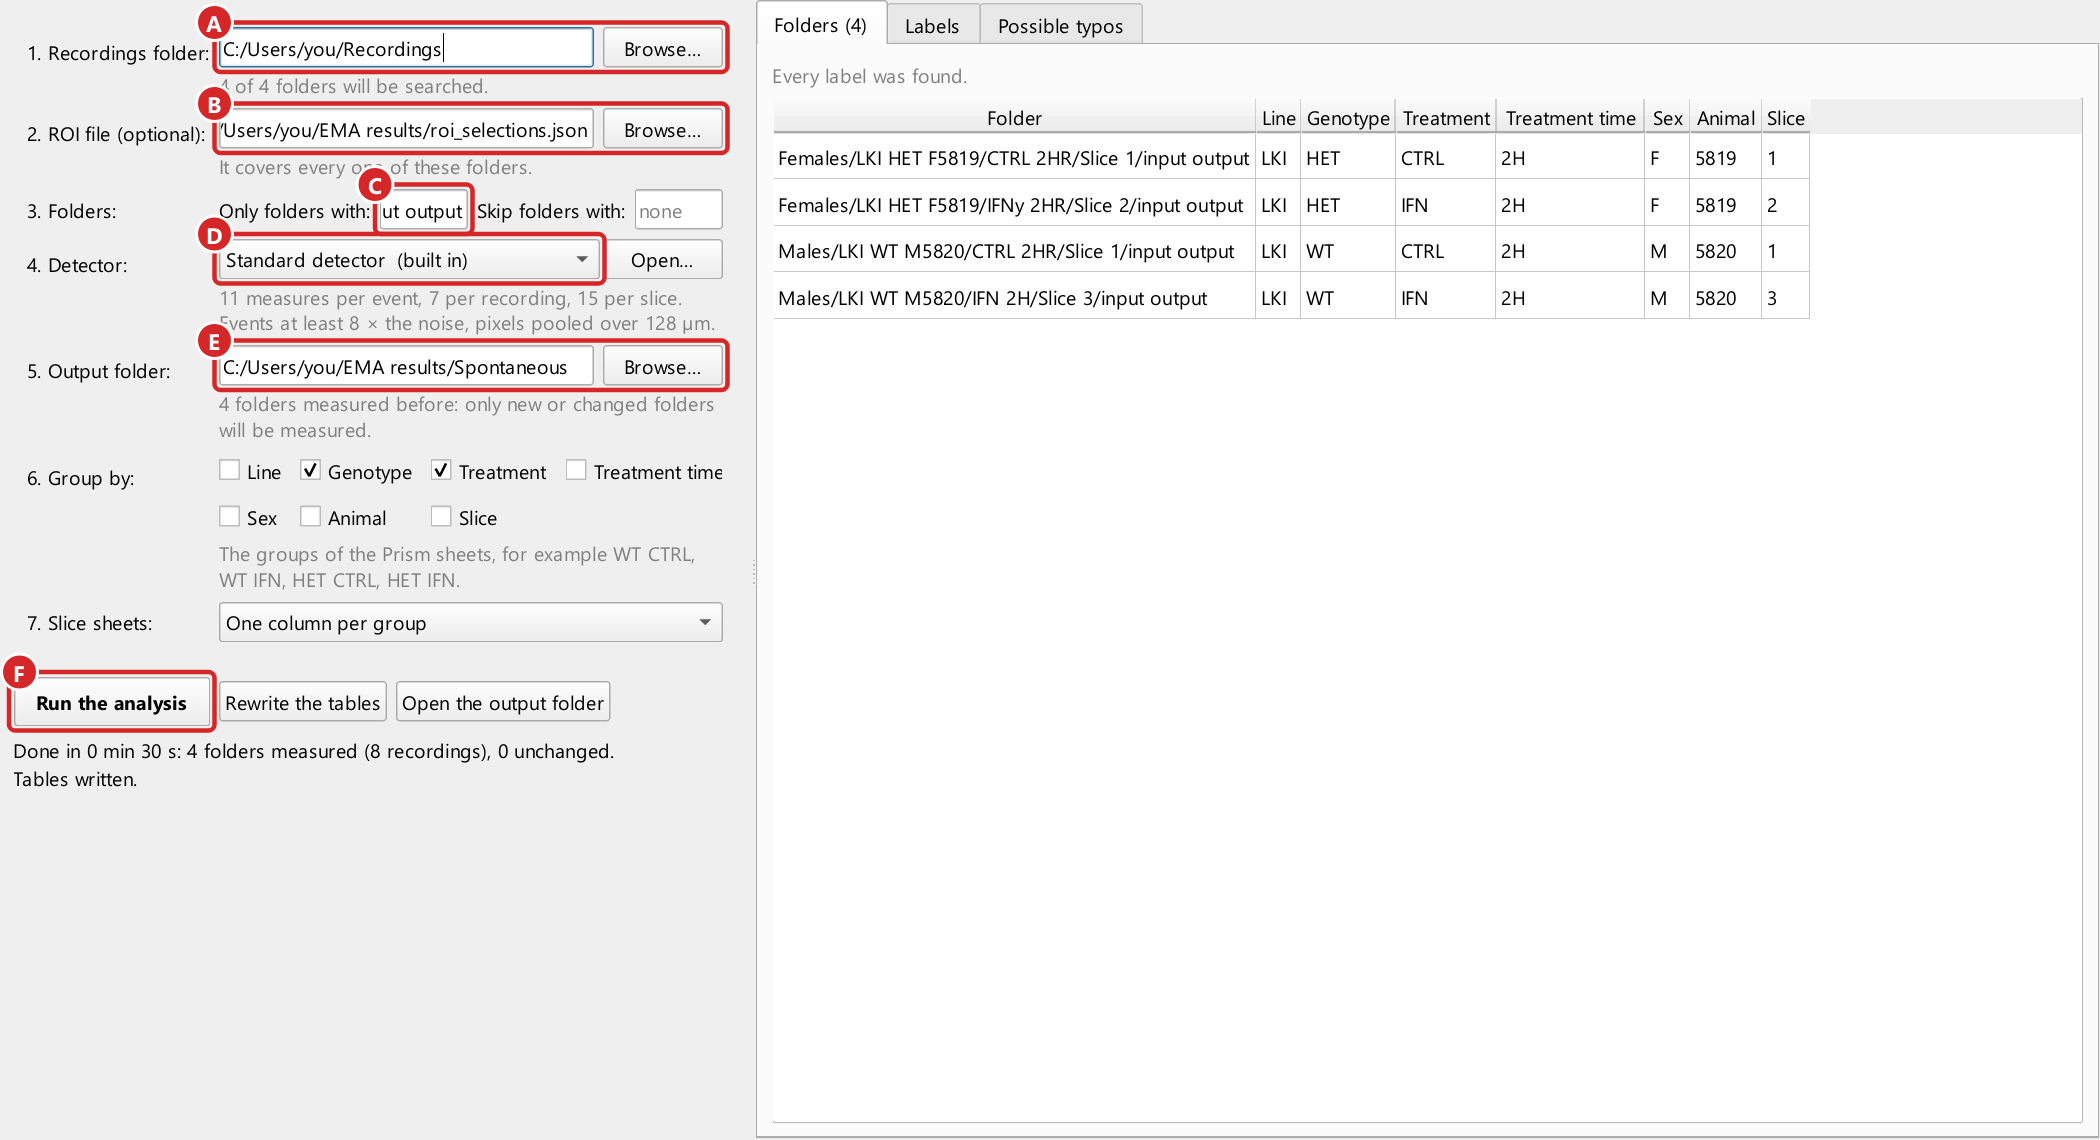 A
1. Recordings folder: C:/Users/you/Recordings Browse...
4 of 4 folders will be searched.
B
2. ROI file (optional): /Users/you/EMA results/roi_selections.json Browse...
It covers every one of these folders.
C
3. Folders: Only folders with: ut output Skip folders with: none
D
4. Detector: Standard detector (built in) Open...
11 measures per event, 7 per recording, 15 per slice.
Events at least 8 × the noise, pixels pooled over 128 µm.
E
5. Output folder: C:/Users/you/EMA results/Spontaneous Browse...
4 folders measured before: only new or changed folders
will be measured.
6. Group by: Line Genotype Treatment Treatment time
Sex Animal Slice
The groups of the Prism sheets, for example WT CTRL,
WT IFN, HET CTRL, HET IFN.
7. Slice sheets: One column per group
F
Run the analysis Rewrite the tables Open the output folder
Done in 0 min 30 s: 4 folders measured (8 recordings), 0 unchanged.
Tables written.
Folders (4) Labels Possible typos
Every label was found.
Folder Line Genotype Treatment Treatment time Sex Animal Slice
Females/LKI HET F5819/CTRL 2HR/Slice 1/input output LKI HET CTRL 2H F 5819 1
Females/LKI HET F5819/IFNy 2HR/Slice 2/input output LKI HET IFN 2H F 5819 2
Males/LKI WT M5820/CTRL 2HR/Slice 1/input output LKI WT CTRL 2H M 5820 1
Males/LKI WT M5820/IFN 2H/Slice 3/input output LKI WT IFN 2H M 5820 3